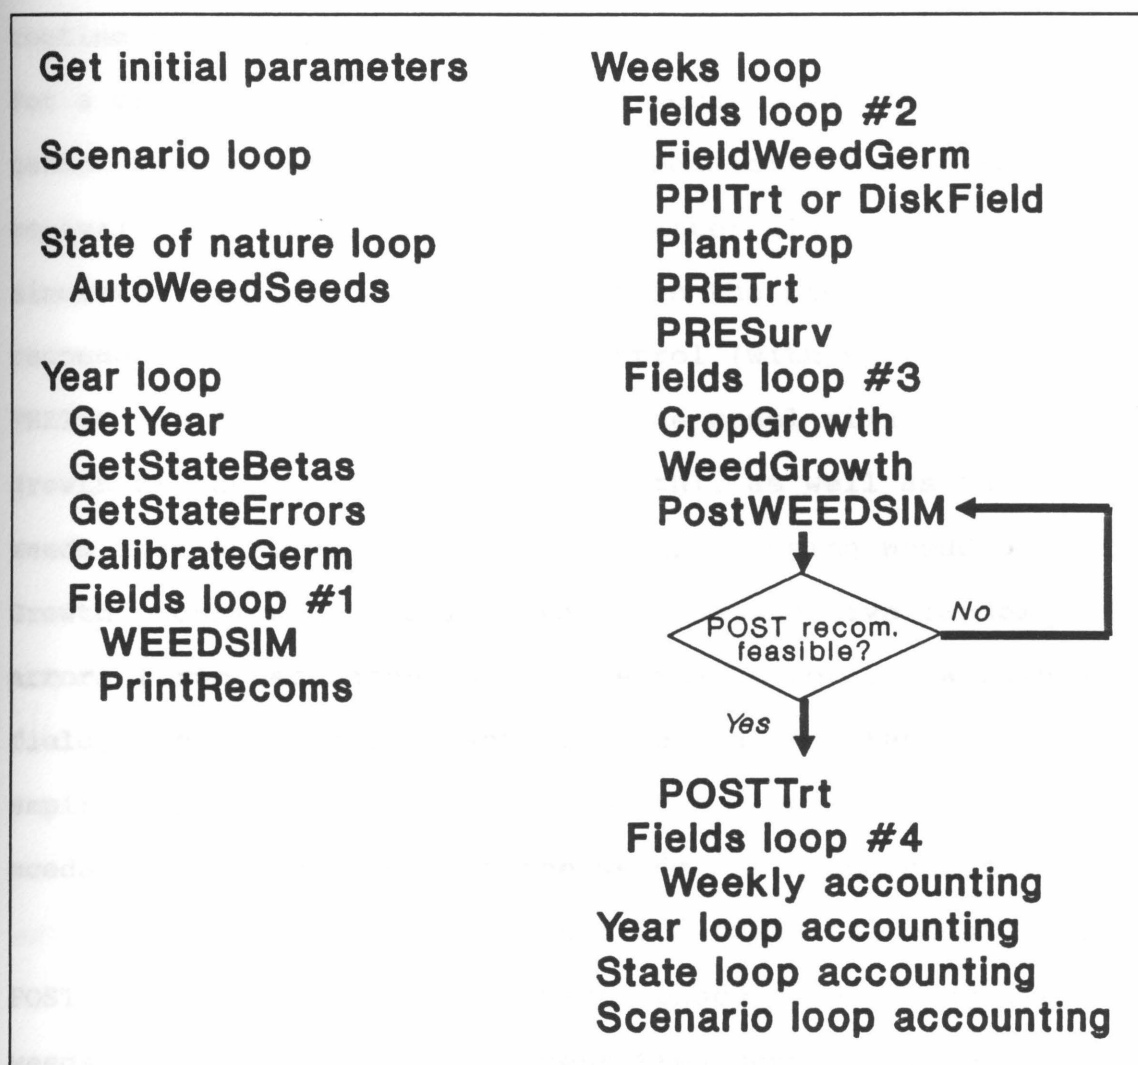 Get initial parameters
Scenario loop
State of nature loop
AutoWeedSeeds
Year loop
GetYear
GetStateBetas
GetStateErrors
CalibrateGerm
Fields loop #1
WEEDSIM
PrintRecoms
Weeks loop
Fields loop #2
FieldWeedGerm
PPITrt or DiskField
PlantCrop
PRETrt
PRESurv
Fields loop #3
CropGrowth
WeedGrowth
PostWEEDSIM
POST recom.
feasible?
No
Yes
POSTTrt
Fields loop #4
Weekly accounting
Year loop accounting
State loop accounting
Scenario loop accounting